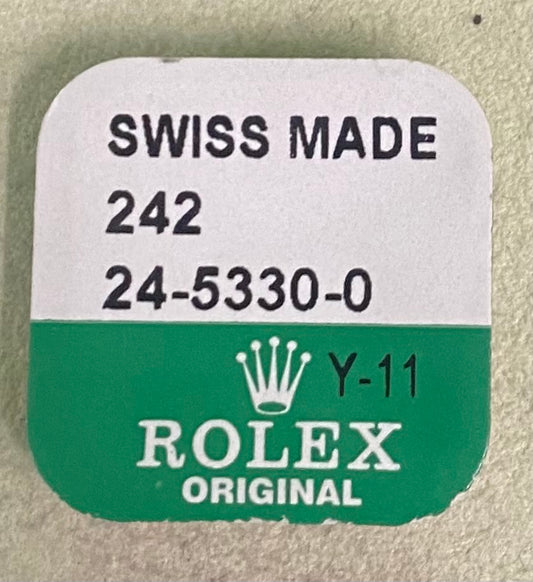 SWISS MADE
242
24-5330-0
Y-11
ROLEX
ORIGINAL